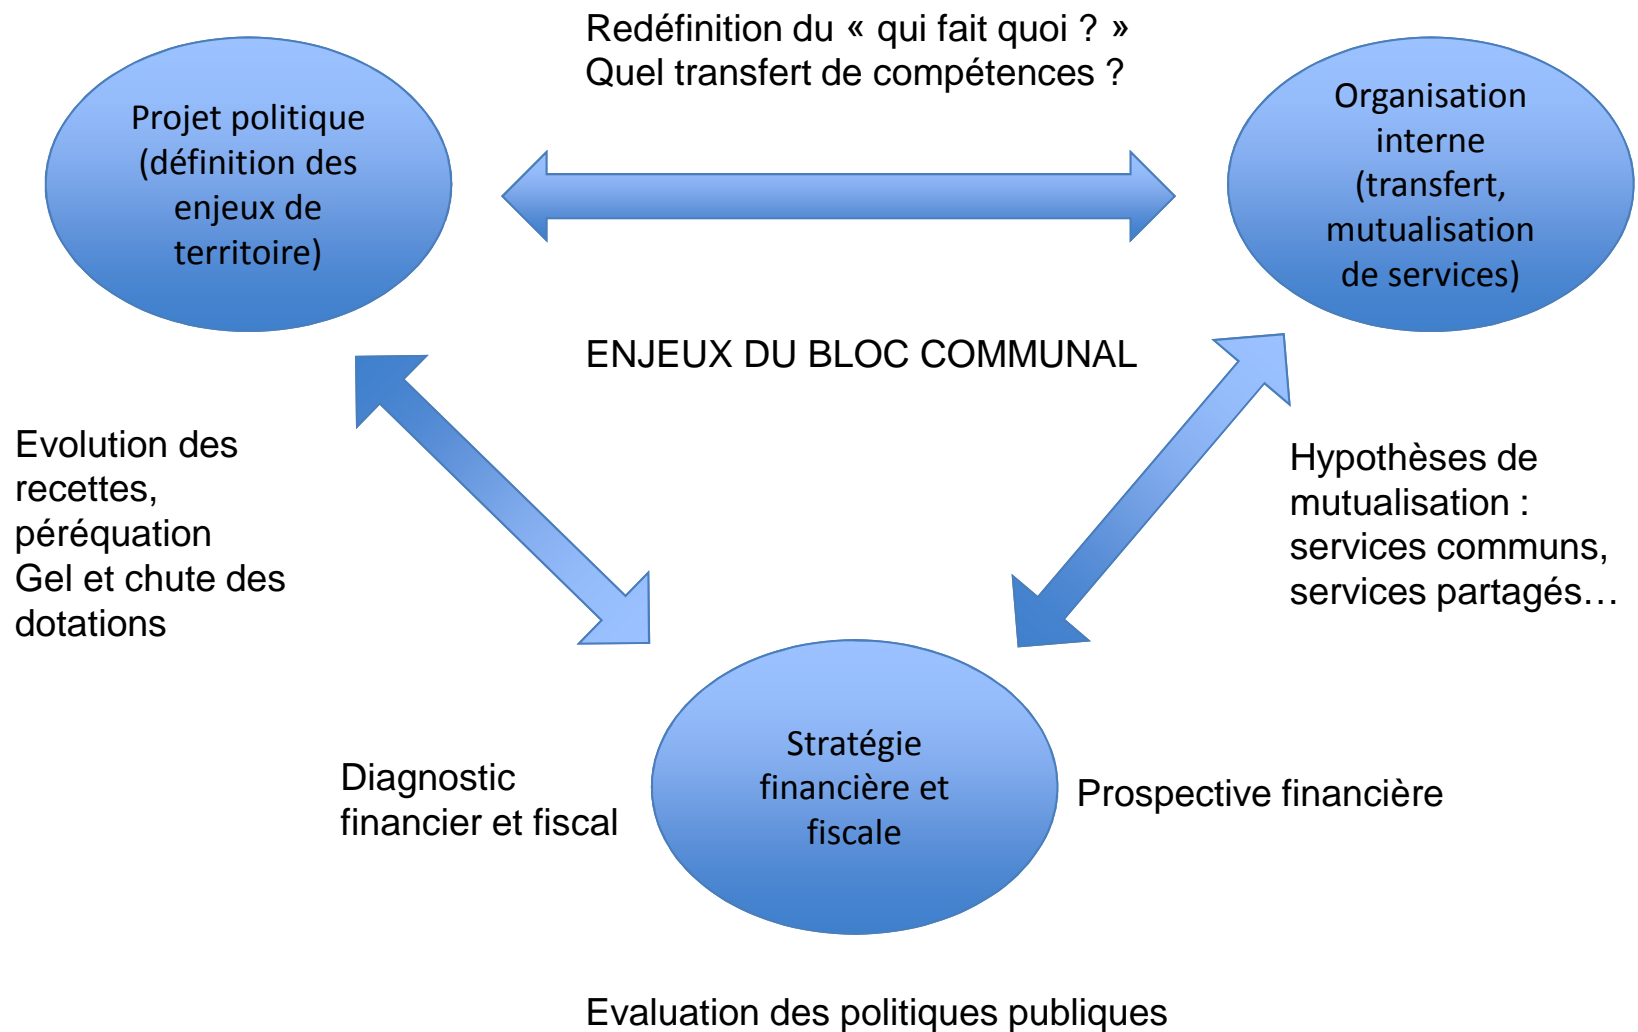 Redéfinition du « qui fait quoi ? »
Quel transfert de compétences ?
Projet politique
(définition des
enjeux de
territoire)
Organisation
interne
(transfert,
mutualisation
de services)
ENJEUX DU BLOC COMMUNAL
Evolution des
recettes,
péréquation
Gel et chute des
dotations
Hypothèses de
mutualisation :
services communs,
services partagés…
Diagnostic
financier et fiscal
Stratégie
financière et
fiscale
Prospective financière
Evaluation des politiques publiques